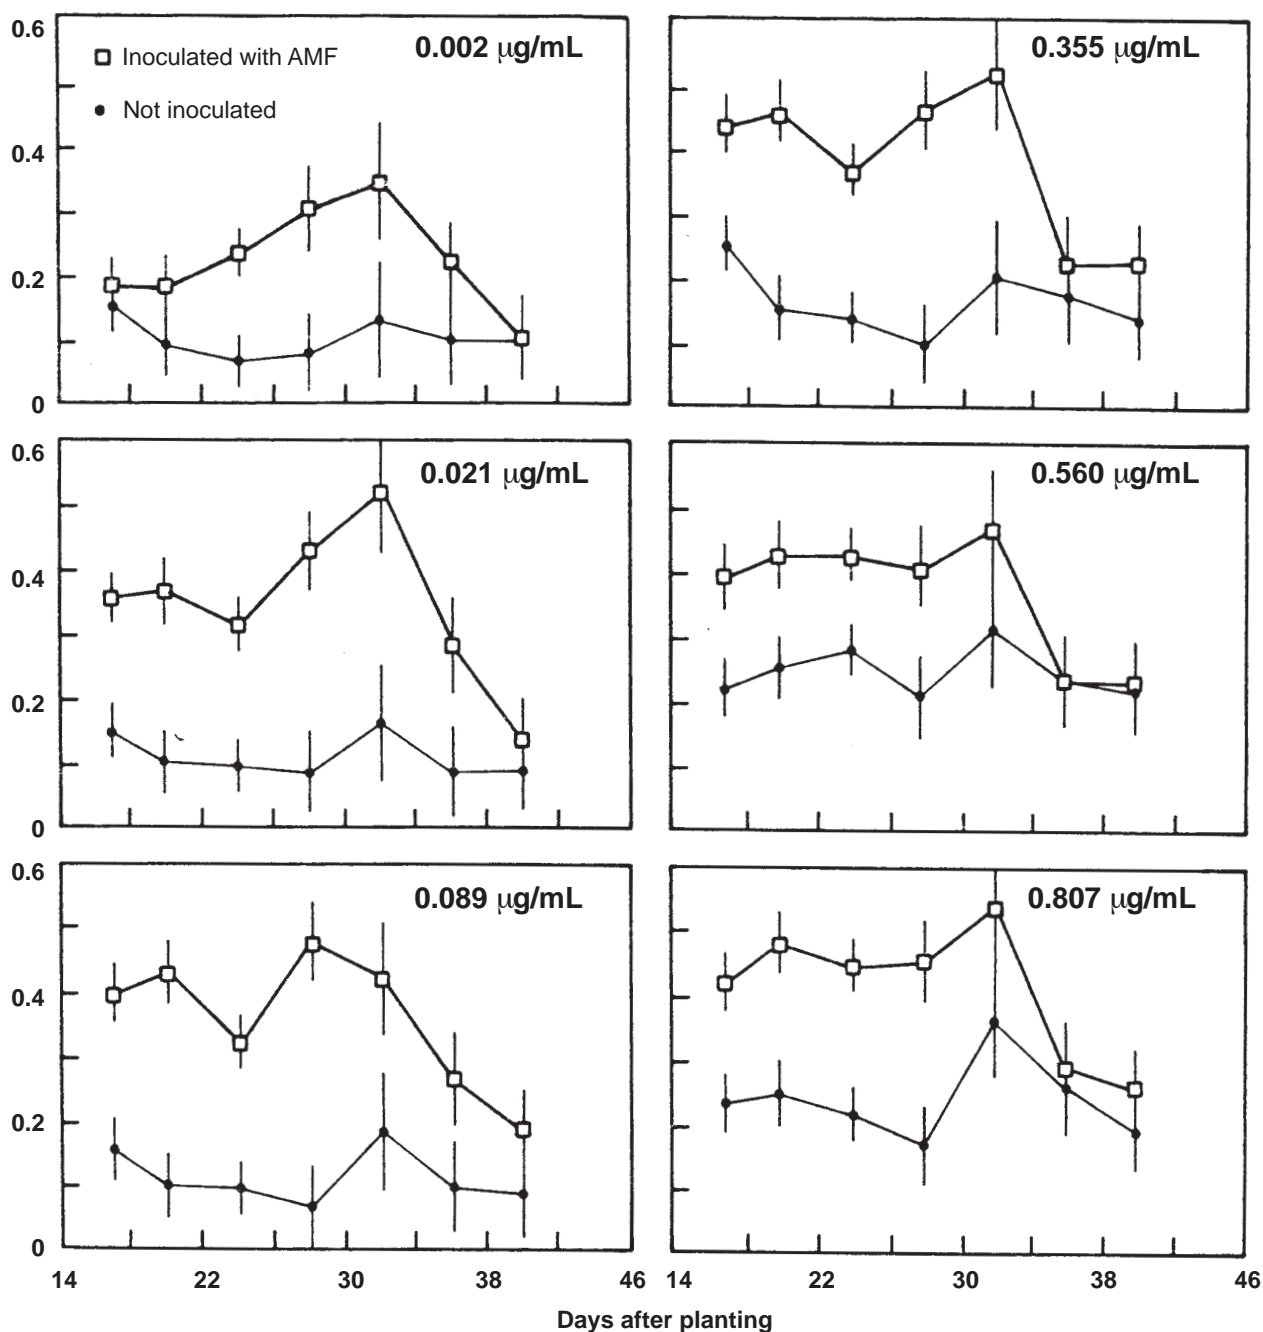 0.6
Inoculated with AMF
Not inoculated
0.002 μg/mL
0.4
0.2
0
0.355 μg/mL
0.6
0.021 μg/mL
0.4
0.2
0
0.560 μg/mL
0.6
0.089 μg/mL
0.4
0.2
0
14 22 30 38 46
0.807 μg/mL
14 22 30 38 46
Days after planting